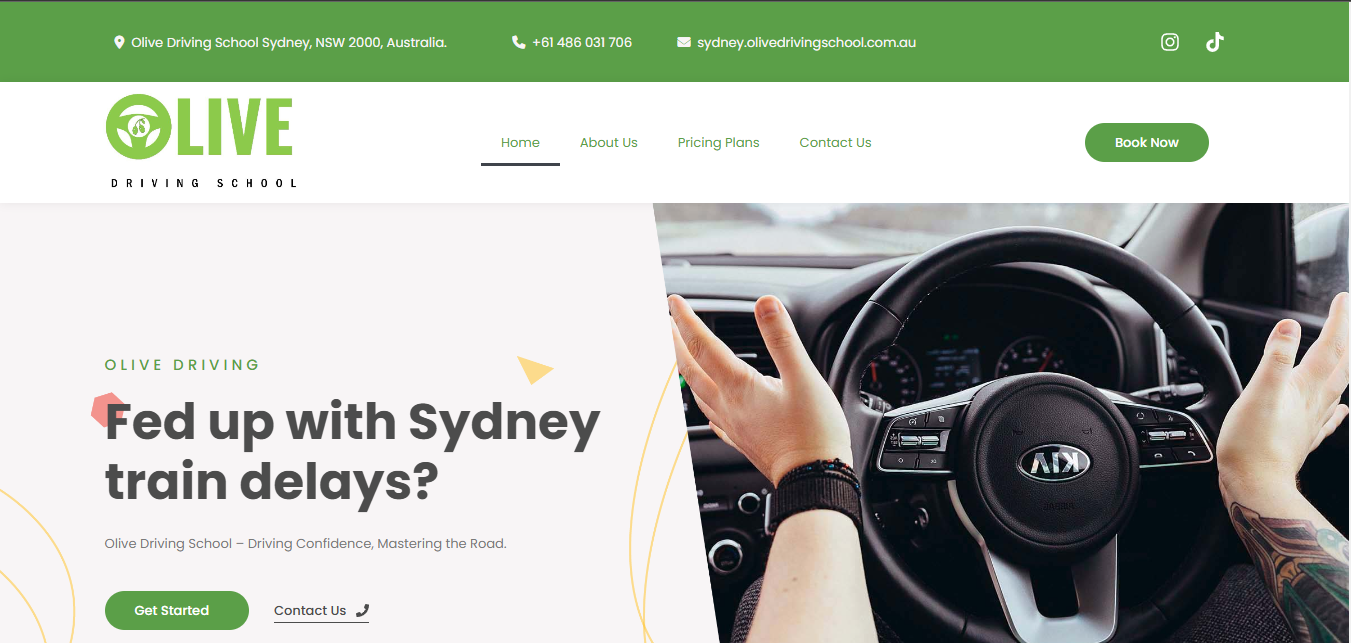 Olive Driving School Sydney, NSW 2000, Australia.
+61 486 031 706
sydney.olivedrivingschool.com.au
OLIVE
DRIVING SCHOOL
Home
About Us
Pricing Plans
Contact Us
Book Now
OLIVE DRIVING
Fed up with Sydney
train delays?
Olive Driving School – Driving Confidence, Mastering the Road.
Get Started
Contact Us
KIA